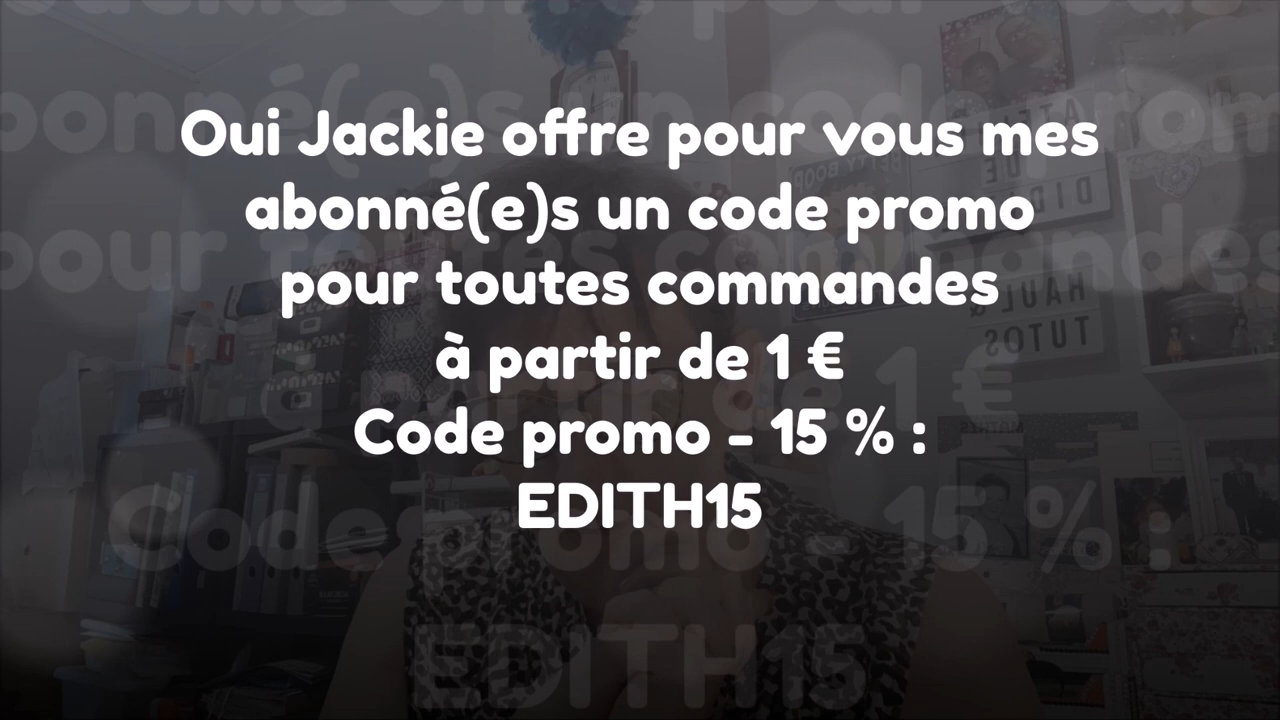 Oui Jackie offre pour vous mes
abonné(e)s un code promo
pour toutes commandes
à partir de 1 €
Code promo - 15 % :
EDITH15